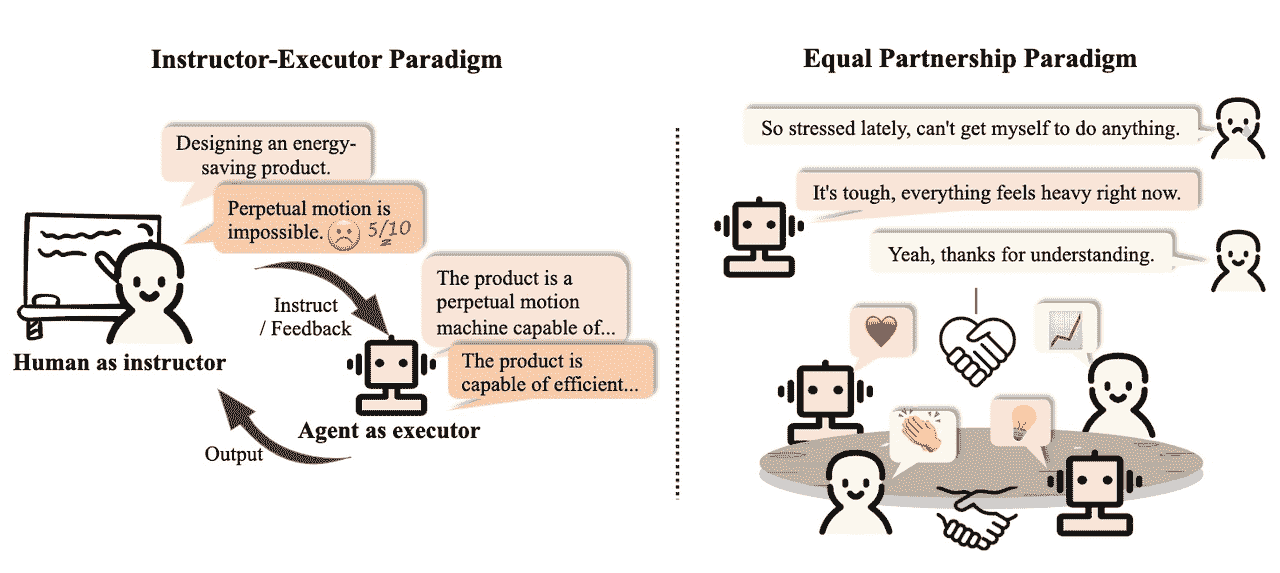 Instructor-Executor Paradigm
Designing an energy-
saving product.
Perpetual motion is
impossible. 5/10
Instruct
/ Feedback
The product is a
perpetual motion
machine capable of...
The product is
capable of efficient...
Human as instructor
Agent as executor
Output
Equal Partnership Paradigm
So stressed lately, can't get myself to do anything.
It's tough, everything feels heavy right now.
Yeah, thanks for understanding.